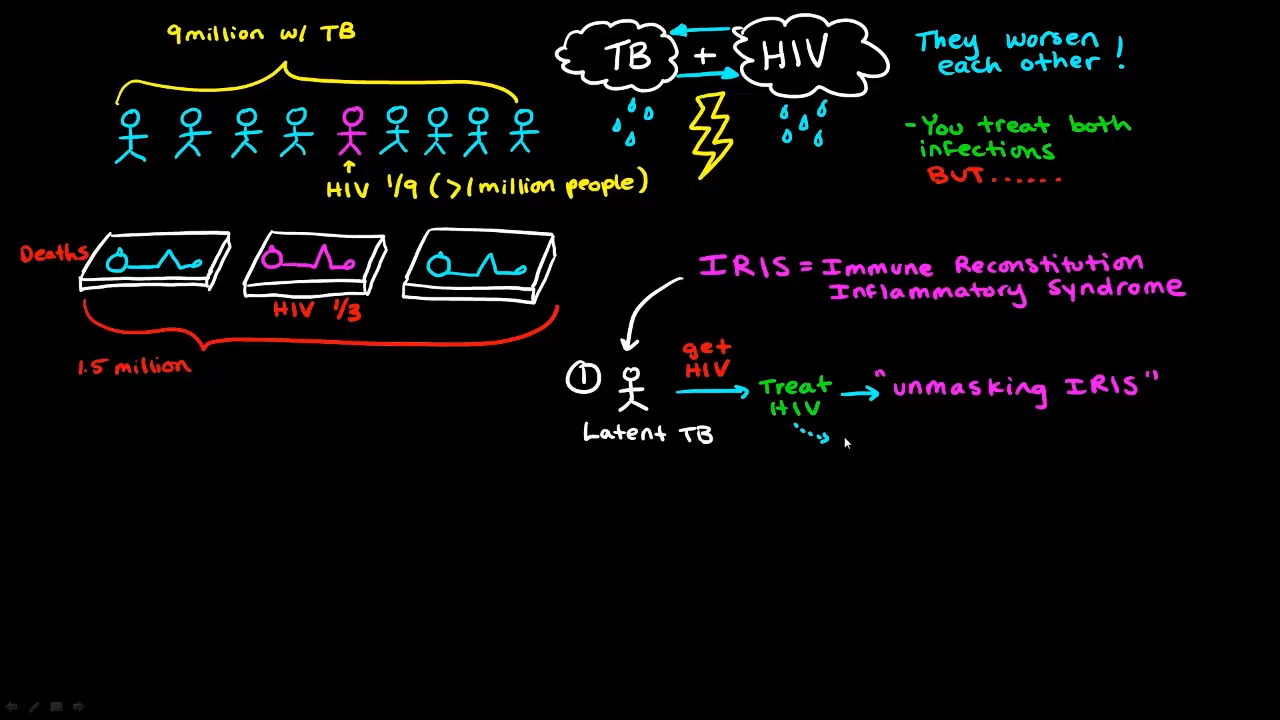 9 million w/ TB
HIV 1/9 (>1 million people)
TB + HIV
They worsen
each other!
- You treat both
infections
BUT......
Deaths
HIV 1/3
1.5 million
IRIS = Immune Reconstitution
Inflammatory Syndrome
1
Latent TB
get
HIV
Treat
HIV
"unmasking IRIS"